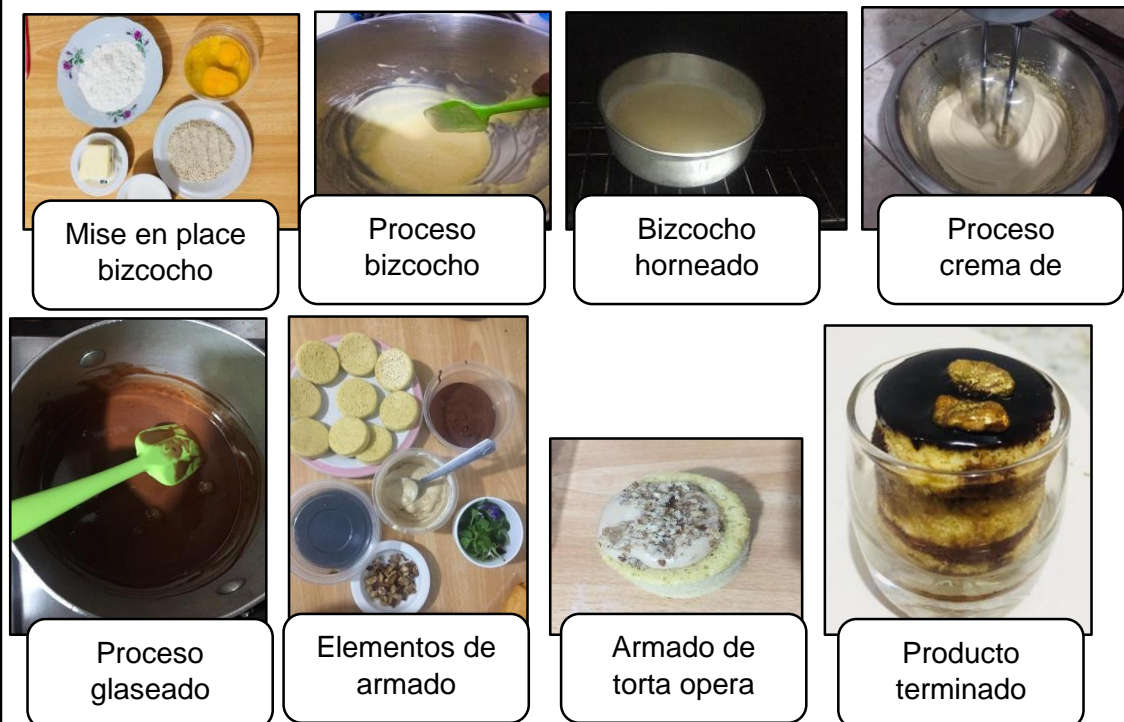 Mise en place
bizcocho
Proceso
bizcocho
Bizcocho
horneado
Proceso
crema de
Proceso
glaseado
Elementos de
armado
Armado de
torta opera
Producto
terminado